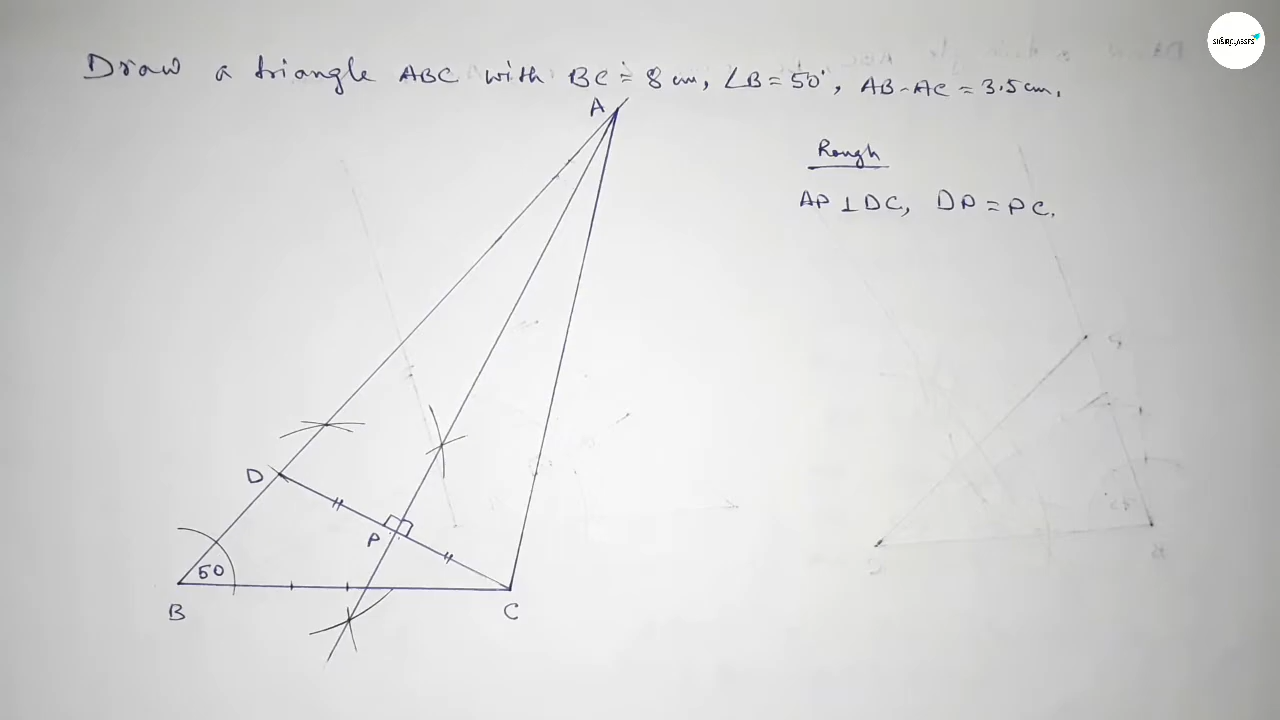 Draw a triangle ABC with BC = 8 cm, ∠B = 50°, AB - AC = 3.5 cm.
Rough
AP ⊥ DC, DP = PC.
A
D
P
50
B
C